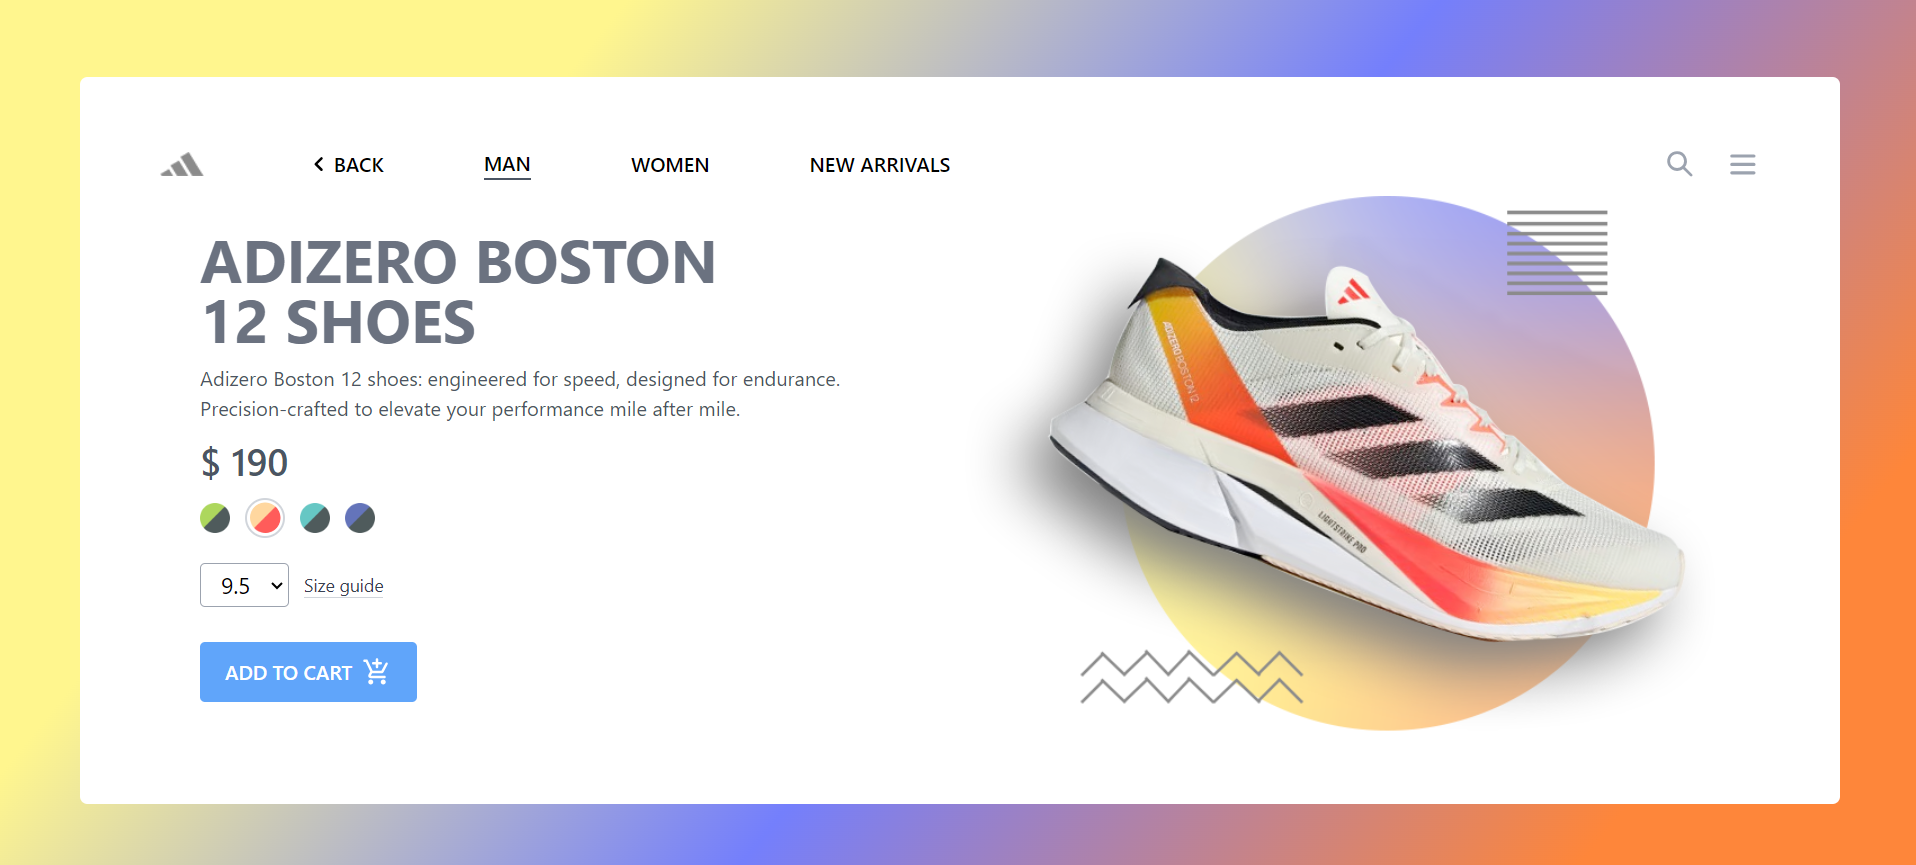 BACK
MAN
WOMEN
NEW ARRIVALS
ADIZERO BOSTON
12 SHOES
Adizero Boston 12 shoes: engineered for speed, designed for endurance.
Precision-crafted to elevate your performance mile after mile.
$ 190
9.5
Size guide
ADD TO CART
ADIZERO BOSTON 12
LIGHTSTRIKE PRO